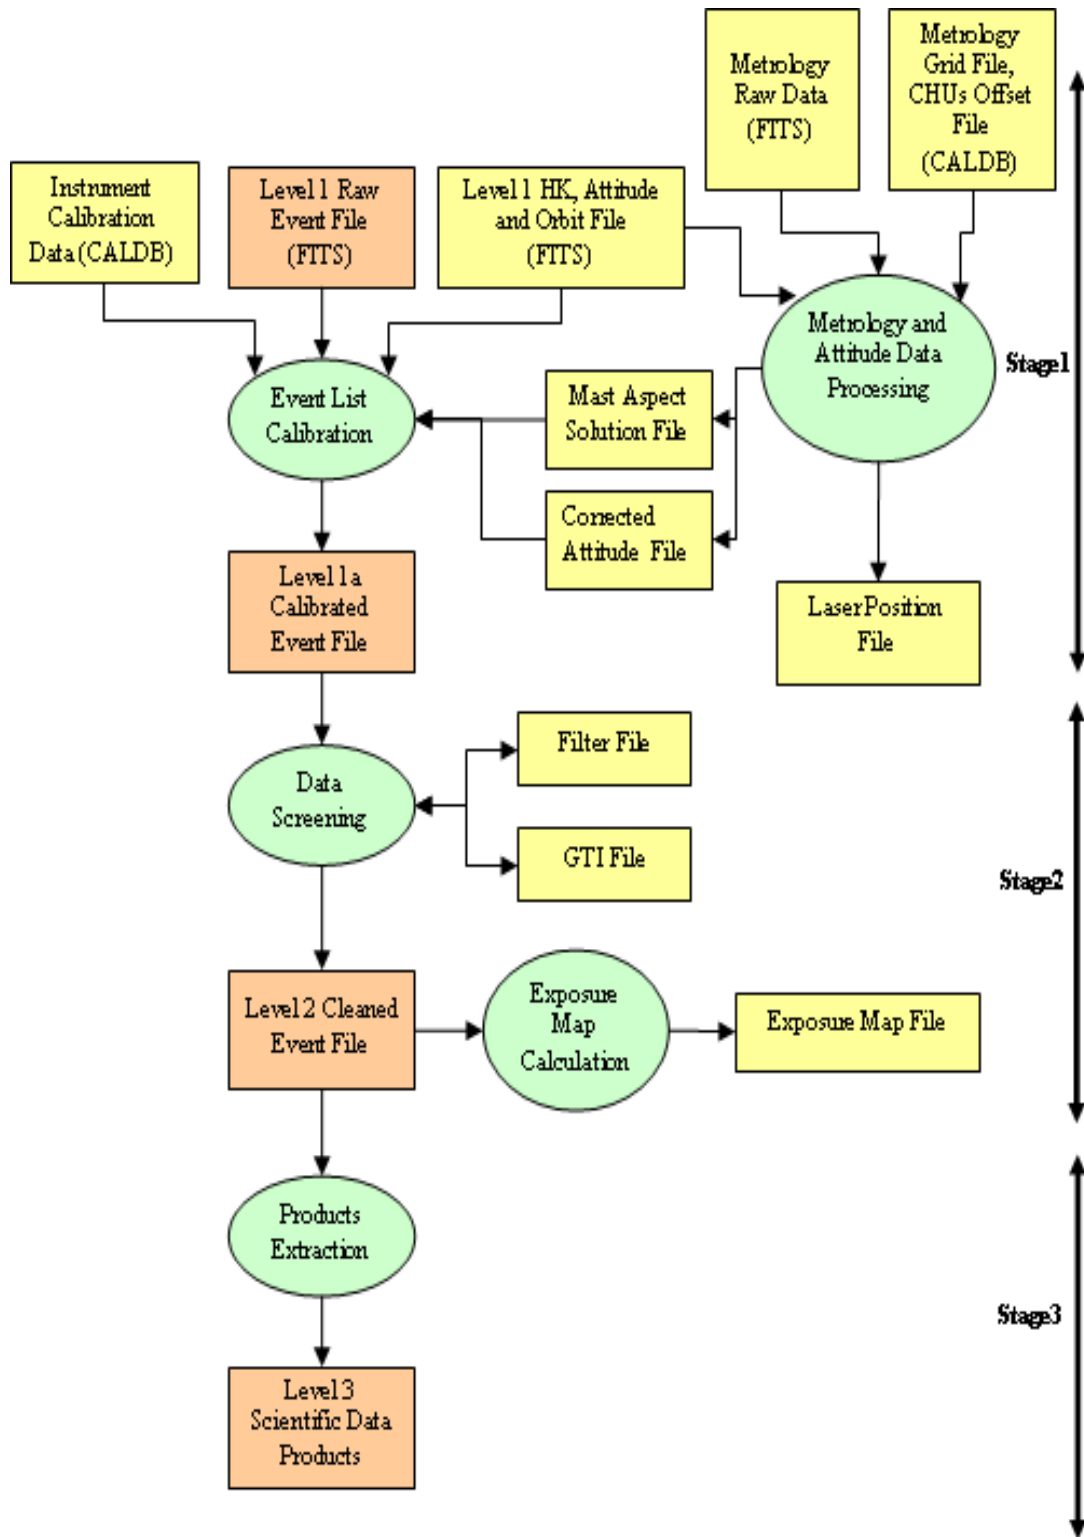 Metrology
Raw Data
(FITS)
Metrology
Grid File,
CHUs Offset
File
(CALDB)
Instrument
Calibration
Data (CALDB)
Level 1 Raw
Event File
(FITS)
Level 1 HK, Attitude
and Orbit File
(FITS)
Metrology and
Attitude Data
Processing
Stage1
Event List
Calibration
Mast Aspect
Solution File
Corrected
Attitude File
Level 1a
Calibrated
Event File
Laser Position
File
Filter File
Data
Screening
GTI File
Stage2
Level 2 Cleaned
Event File
Exposure
Map
Calculation
Exposure Map File
Products
Extraction
Stage3
Level 3
Scientific Data
Products